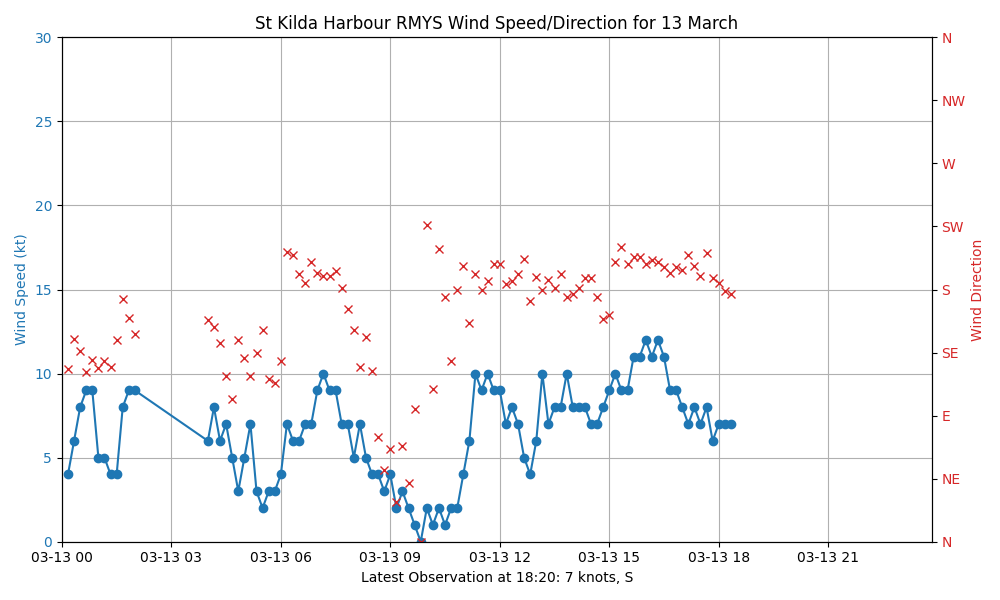 St Kilda Harbour RMYS Wind Speed/Direction for 13 March
Wind Speed (kt)
30
25
20
15
10
5
0
N
NW
W
SW
S
SE
E
NE
N
Wind Direction
03-13 00
03-13 03
03-13 06
03-13 09
03-13 12
03-13 15
03-13 18
03-13 21
Latest Observation at 18:20: 7 knots, S